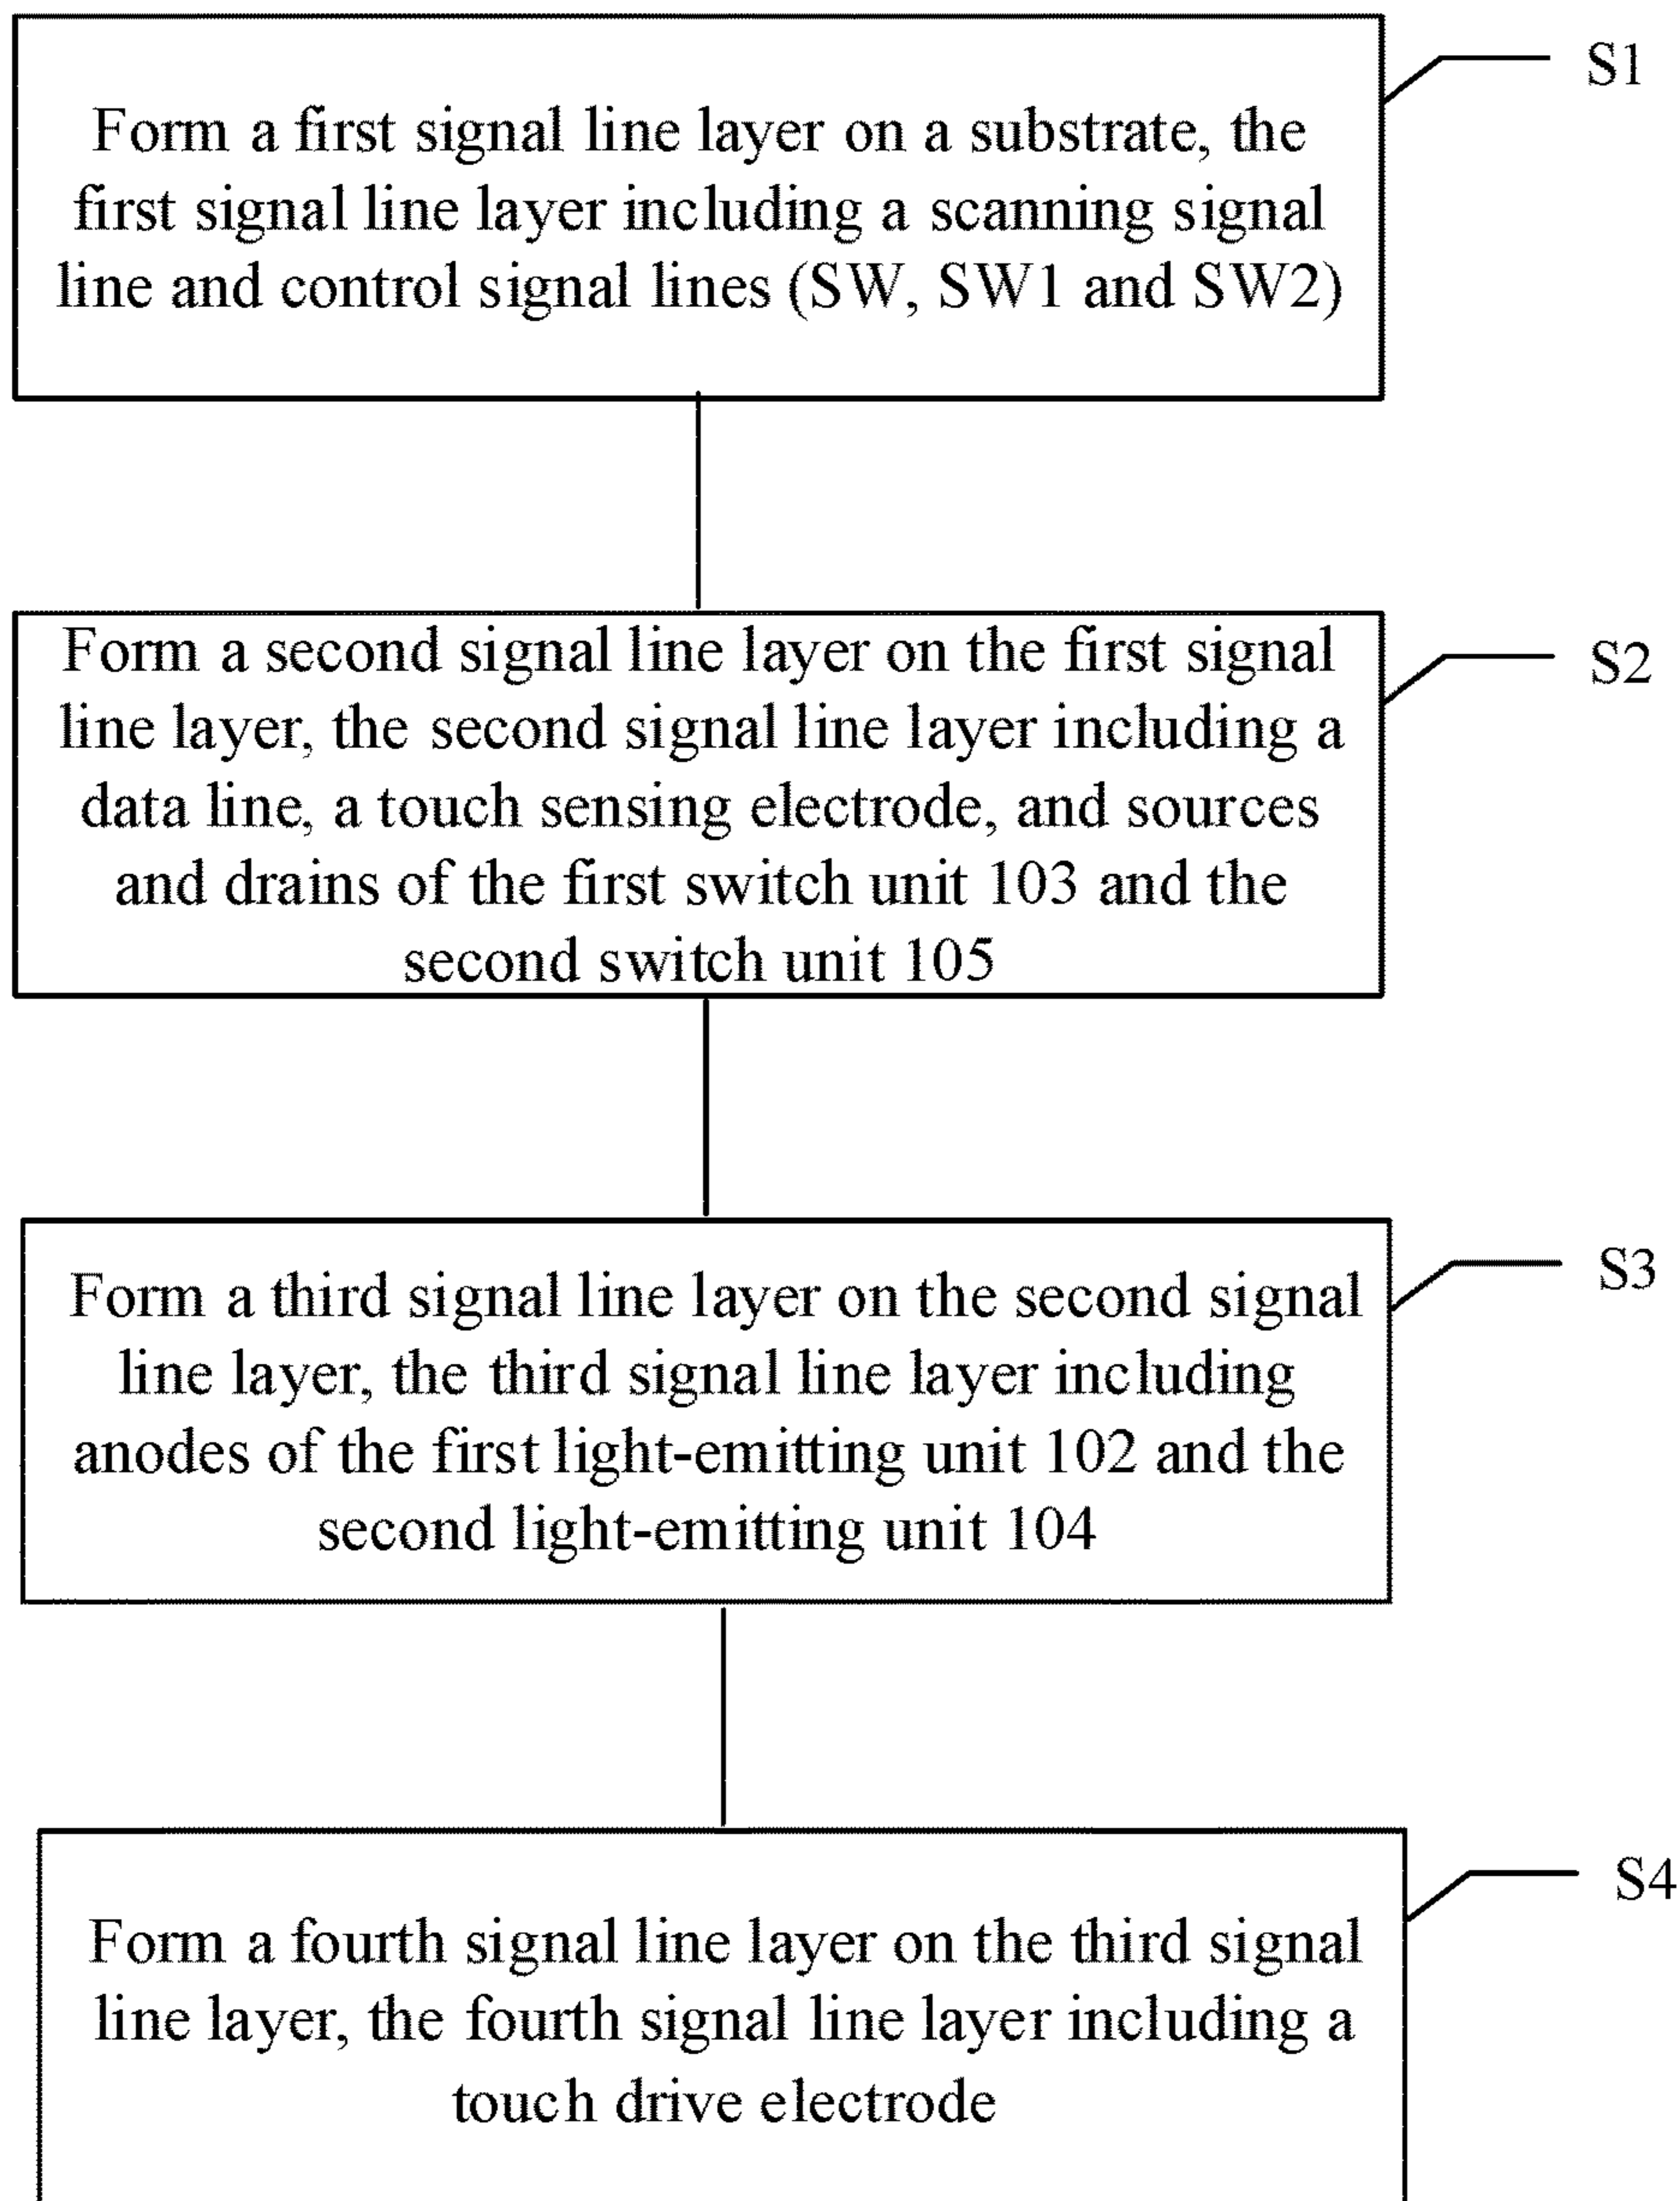 S1
Form a first signal line layer on a substrate, the
first signal line layer including a scanning signal
line and control signal lines (SW, SW1 and SW2)
S2
Form a second signal line layer on the first signal
line layer, the second signal line layer including a
data line, a touch sensing electrode, and sources
and drains of the first switch unit 103 and the
second switch unit 105
S3
Form a third signal line layer on the second signal
line layer, the third signal line layer including
anodes of the first light-emitting unit 102 and the
second light-emitting unit 104
S4
Form a fourth signal line layer on the third signal
line layer, the fourth signal line layer including a
touch drive electrode